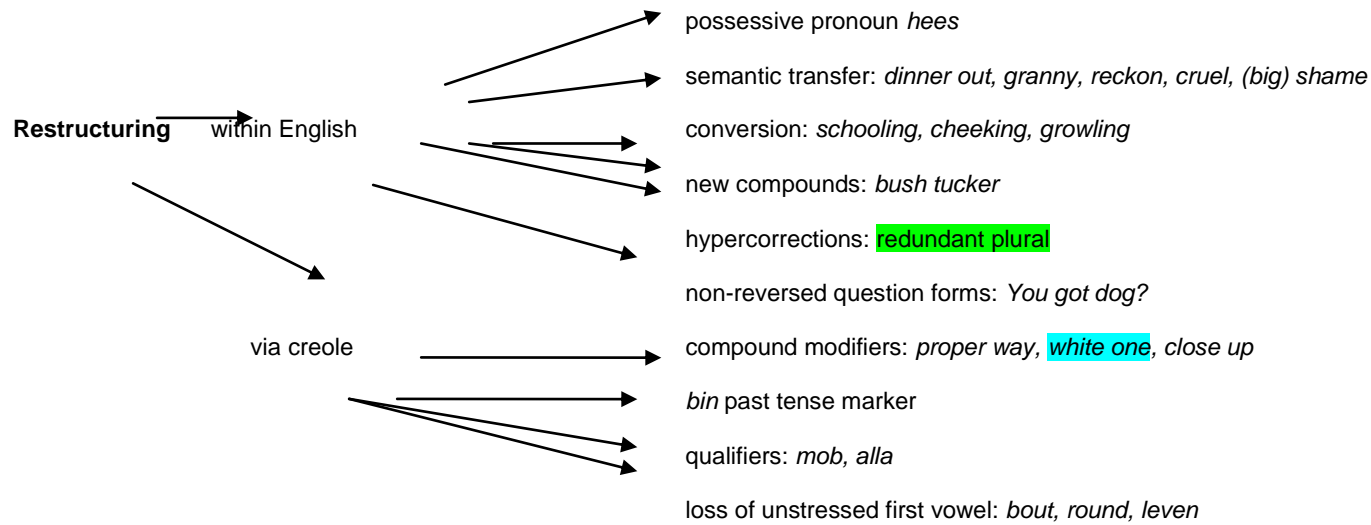 possessive pronoun hees
semantic transfer: dinner out, granny, reckon, cruel, (big) shame
Restructuring within English
conversion: schooling, cheeking, growling
new compounds: bush tucker
hypercorrections: redundant plural
non-reversed question forms: You got dog?
via creole
compound modifiers: proper way, white one, close up
bin past tense marker
qualifiers: mob, alla
loss of unstressed first vowel: bout, round, leven